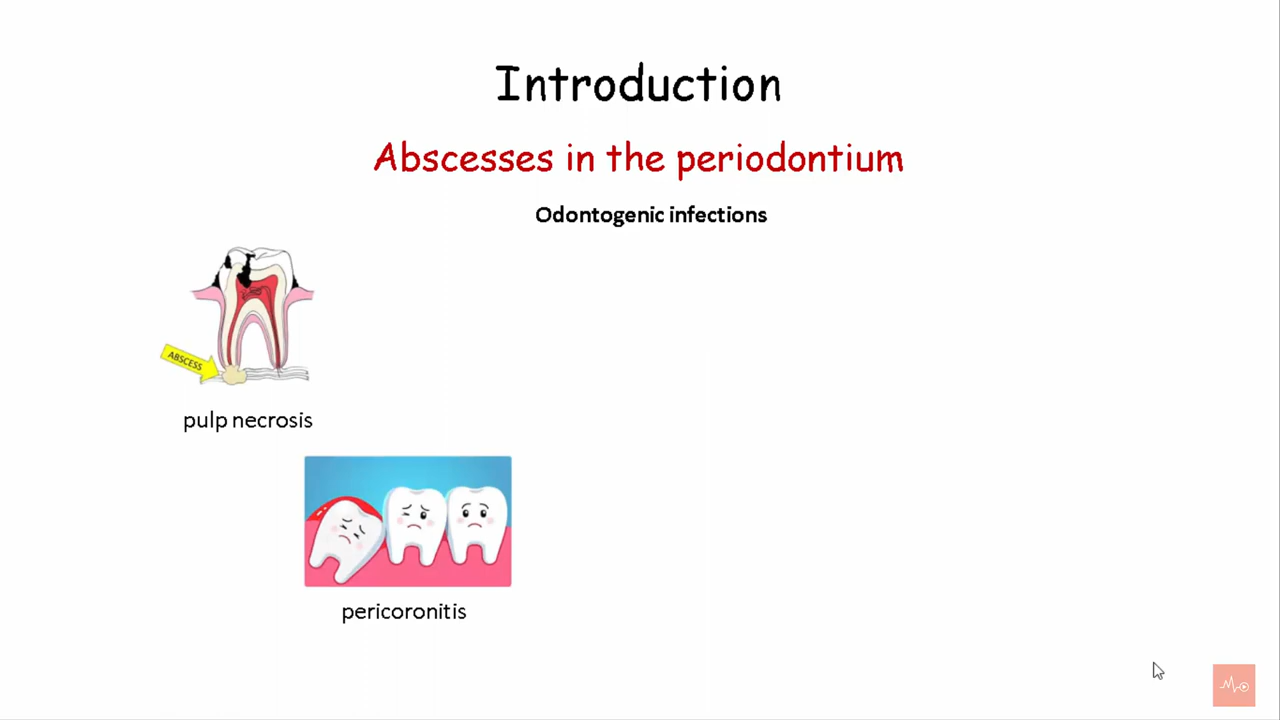 Introduction
Abscesses in the periodontium
Odontogenic infections
ABSCESS
pulp necrosis
pericoronitis